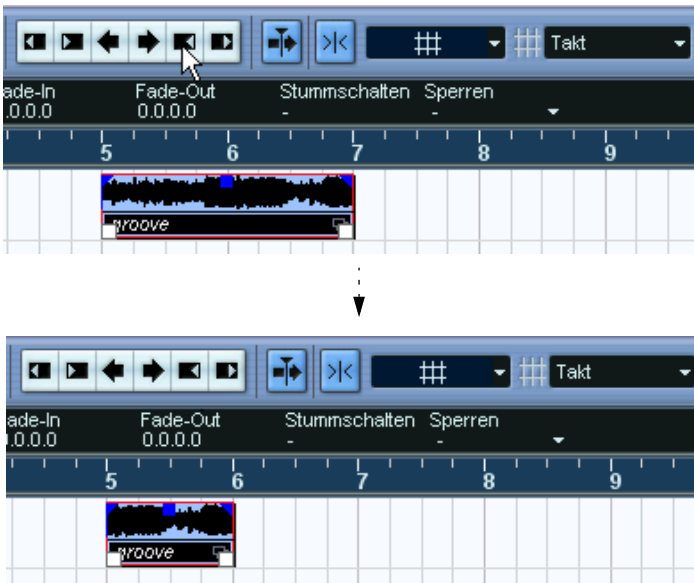 Takt
ade-In Fade-Out Stummschalten Sperren
.0.0.0 0.0.0.0 - -
5 6 7 8 9
groove
Takt
ade-In Fade-Out Stummschalten Sperren
.0.0.0 0.0.0.0 - -
5 6 7 8 9
groove